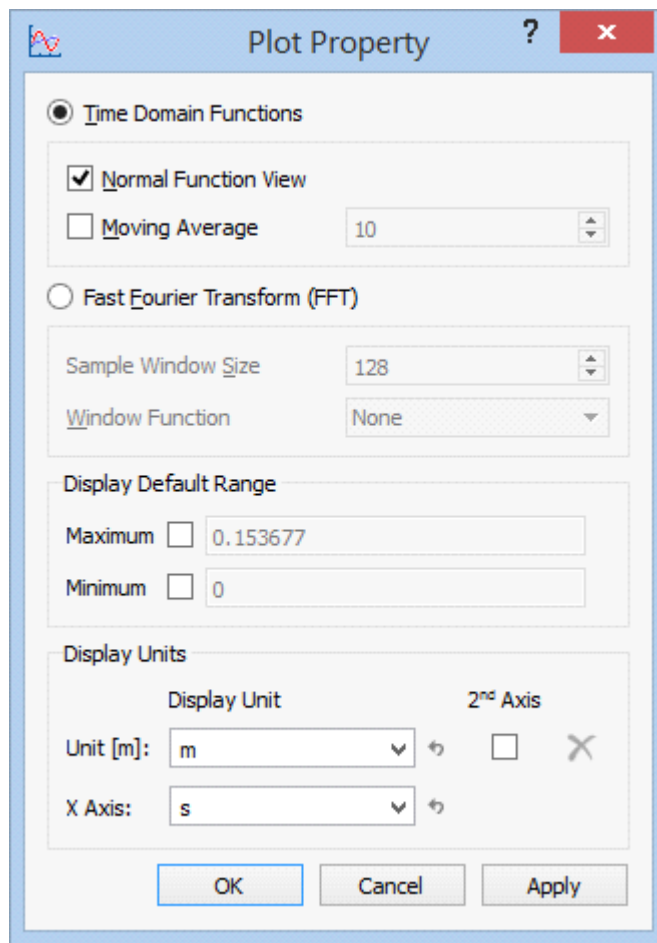 Plot Property ?
Time Domain Functions
Normal Function View
Moving Average 10
Fast Fourier Transform (FFT)
Sample Window Size 128
Window Function None
Display Default Range
Maximum 0.153677
Minimum 0
Display Units
Display Unit 2nd Axis
Unit [m]: m
X Axis: s
OK Cancel Apply